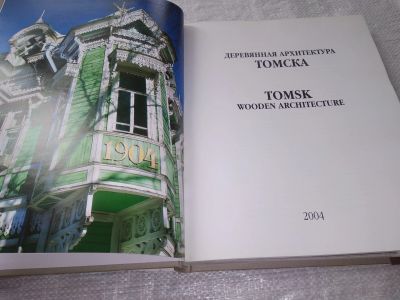 1904
ДЕРЕВЯННАЯ АРХИТЕКТУРА
ТОМСКА
TOMSK
WOODEN ARCHITECTURE
2004